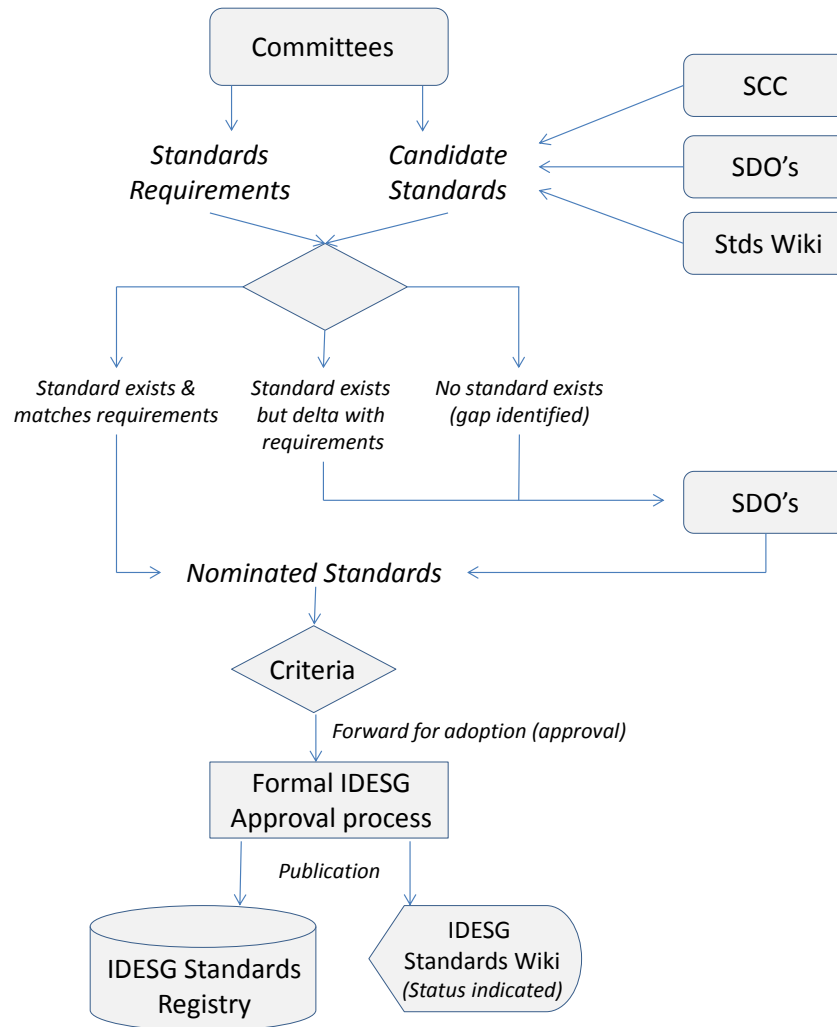 Committees
SCC
Standards
Requirements
Candidate
Standards
SDO's
Stds Wiki
Standard exists &
matches requirements
Standard exists
but delta with
requirements
No standard exists
(gap identified)
SDO's
Nominated Standards
Criteria
Forward for adoption (approval)
Formal IDESG
Approval process
Publication
IDESG Standards
Registry
IDESG
Standards Wiki
(Status indicated)